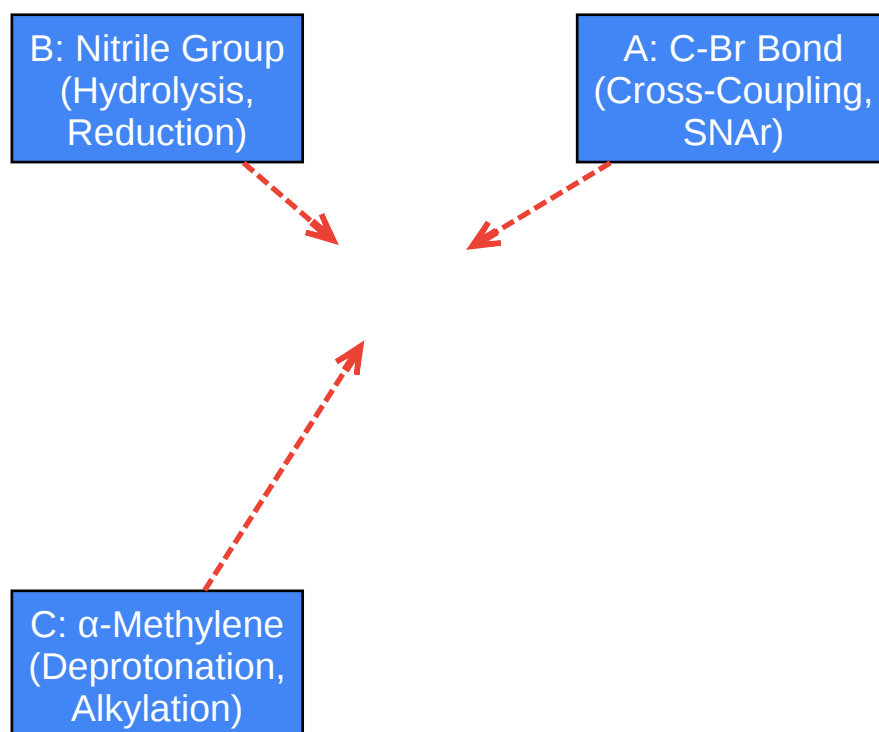 B: Nitrile Group
(Hydrolysis,
Reduction)
A: C-Br Bond
(Cross-Coupling,
SNAr)
C: α-Methylene
(Deprotonation,
Alkylation)